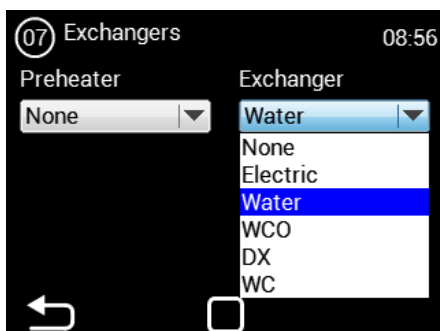 07 Exchangers 08:56
Preheater Exchanger
None Water
None
Electric
Water
WCO
DX
WC